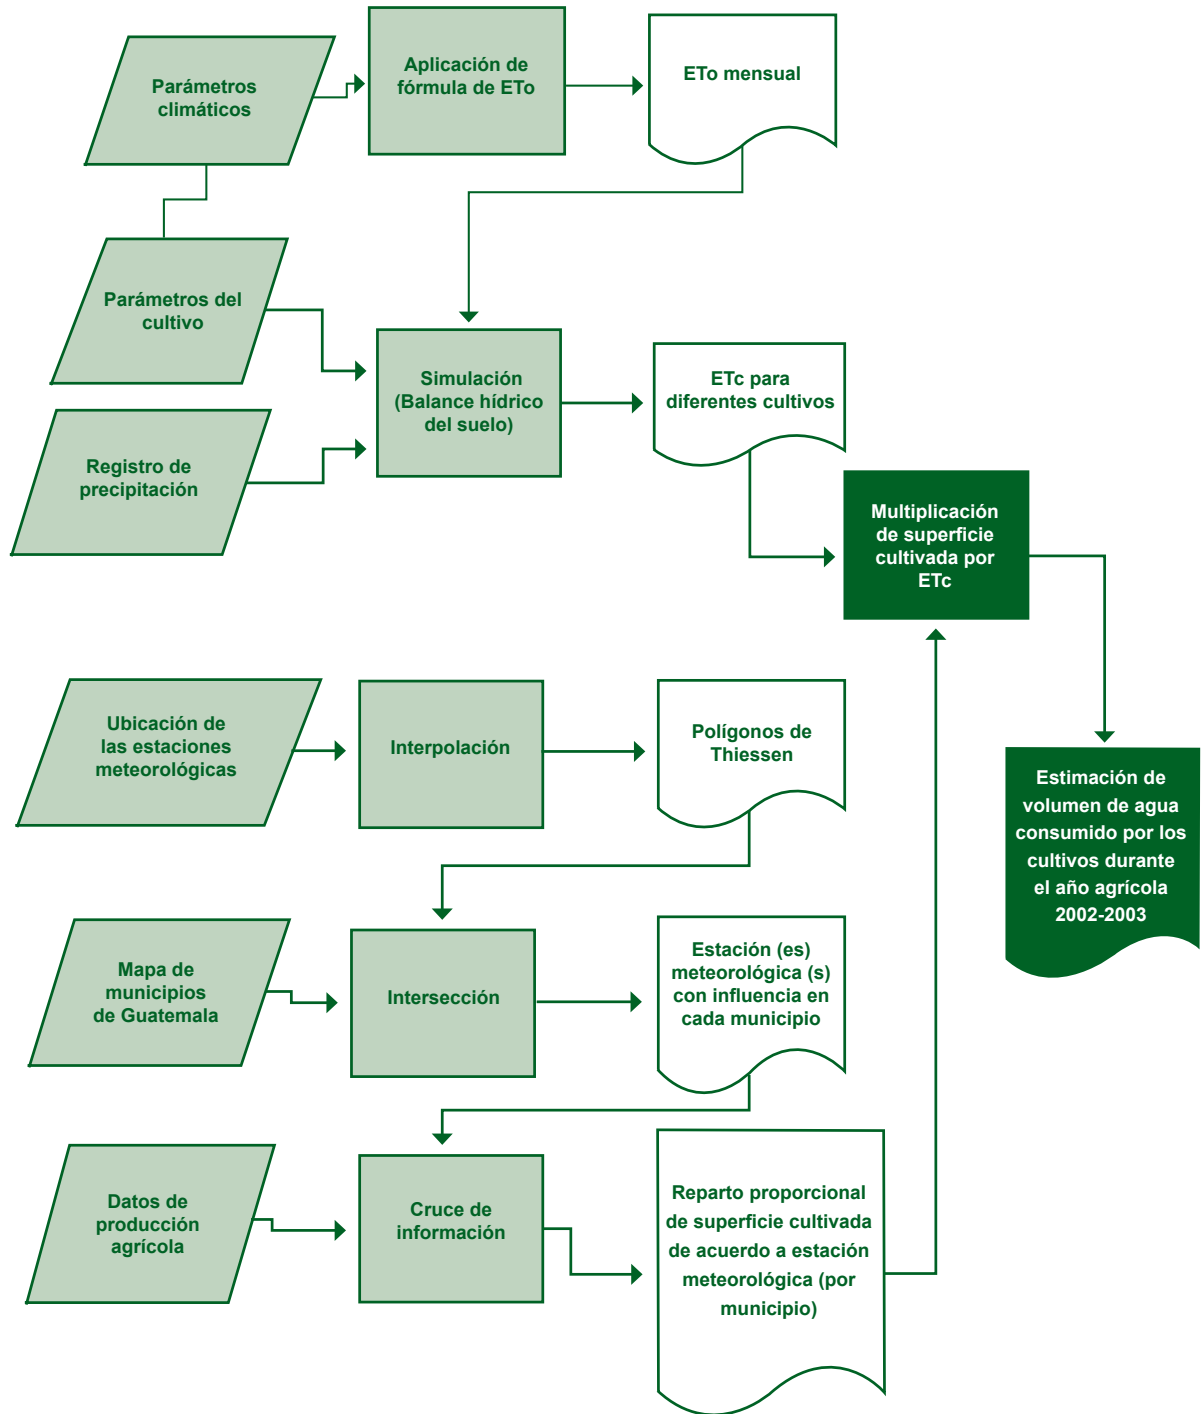 Parámetros
climáticos
Aplicación de
fórmula de ETo
ETo mensual
Parámetros del
cultivo
Simulación
(Balance hídrico
del suelo)
ETc para
diferentes cultivos
Registro de
precipitación
Multiplicación
de superficie
cultivada por
ETc
Ubicación de
las estaciones
meteorológicas
Interpolación
Polígonos de
Thiessen
Estimación de
volumen de agua
consumido por los
cultivos durante
el año agrícola
2002-2003
Mapa de
municipios
de Guatemala
Intersección
Estación (es)
meteorológica (s)
con influencia en
cada municipio
Datos de
producción
agrícola
Cruce de
información
Reparto proporcional
de superficie cultivada
de acuerdo a estación
meteorológica (por
municipio)